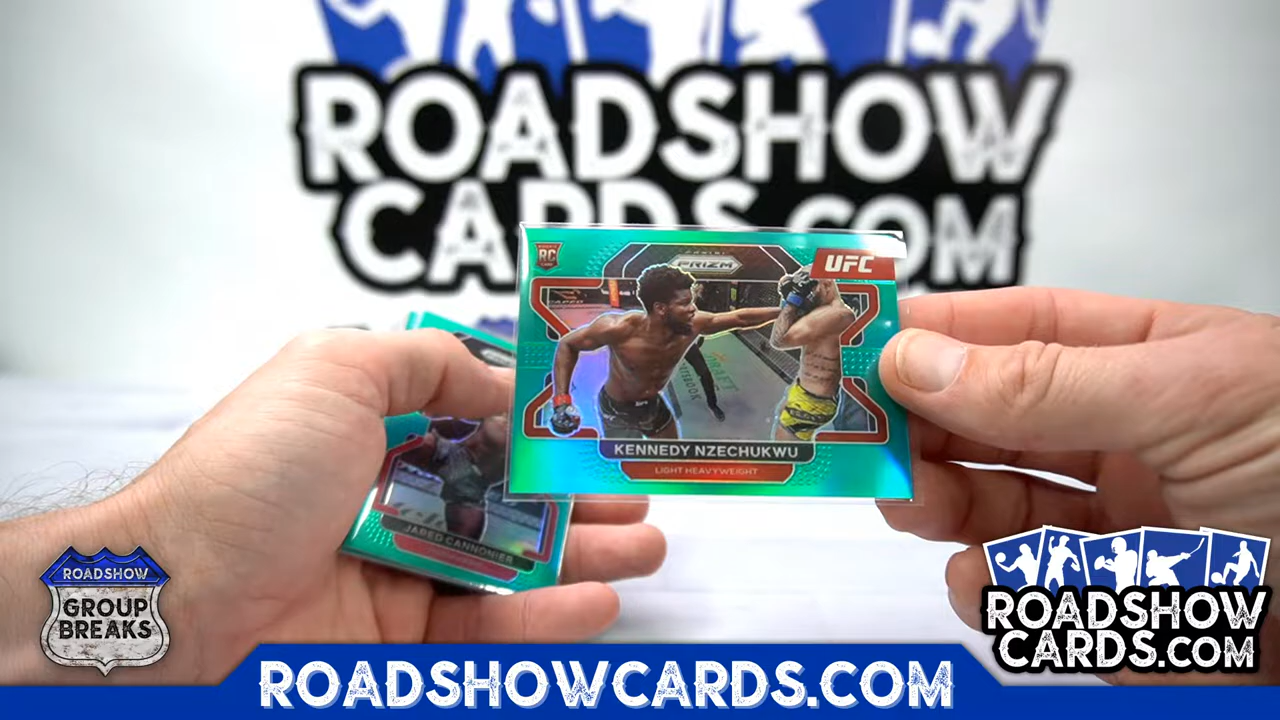 ROADSHOW
CARDS.COM
RC
PRIZM
UFC
KENNEDY NZECHUKWU
LIGHT HEAVYWEIGHT
JARED CANNONIER
ROADSHOW
GROUP
BREAKS
ROADSHOW
CARDS.COM
ROADSHOWCARDS.COM